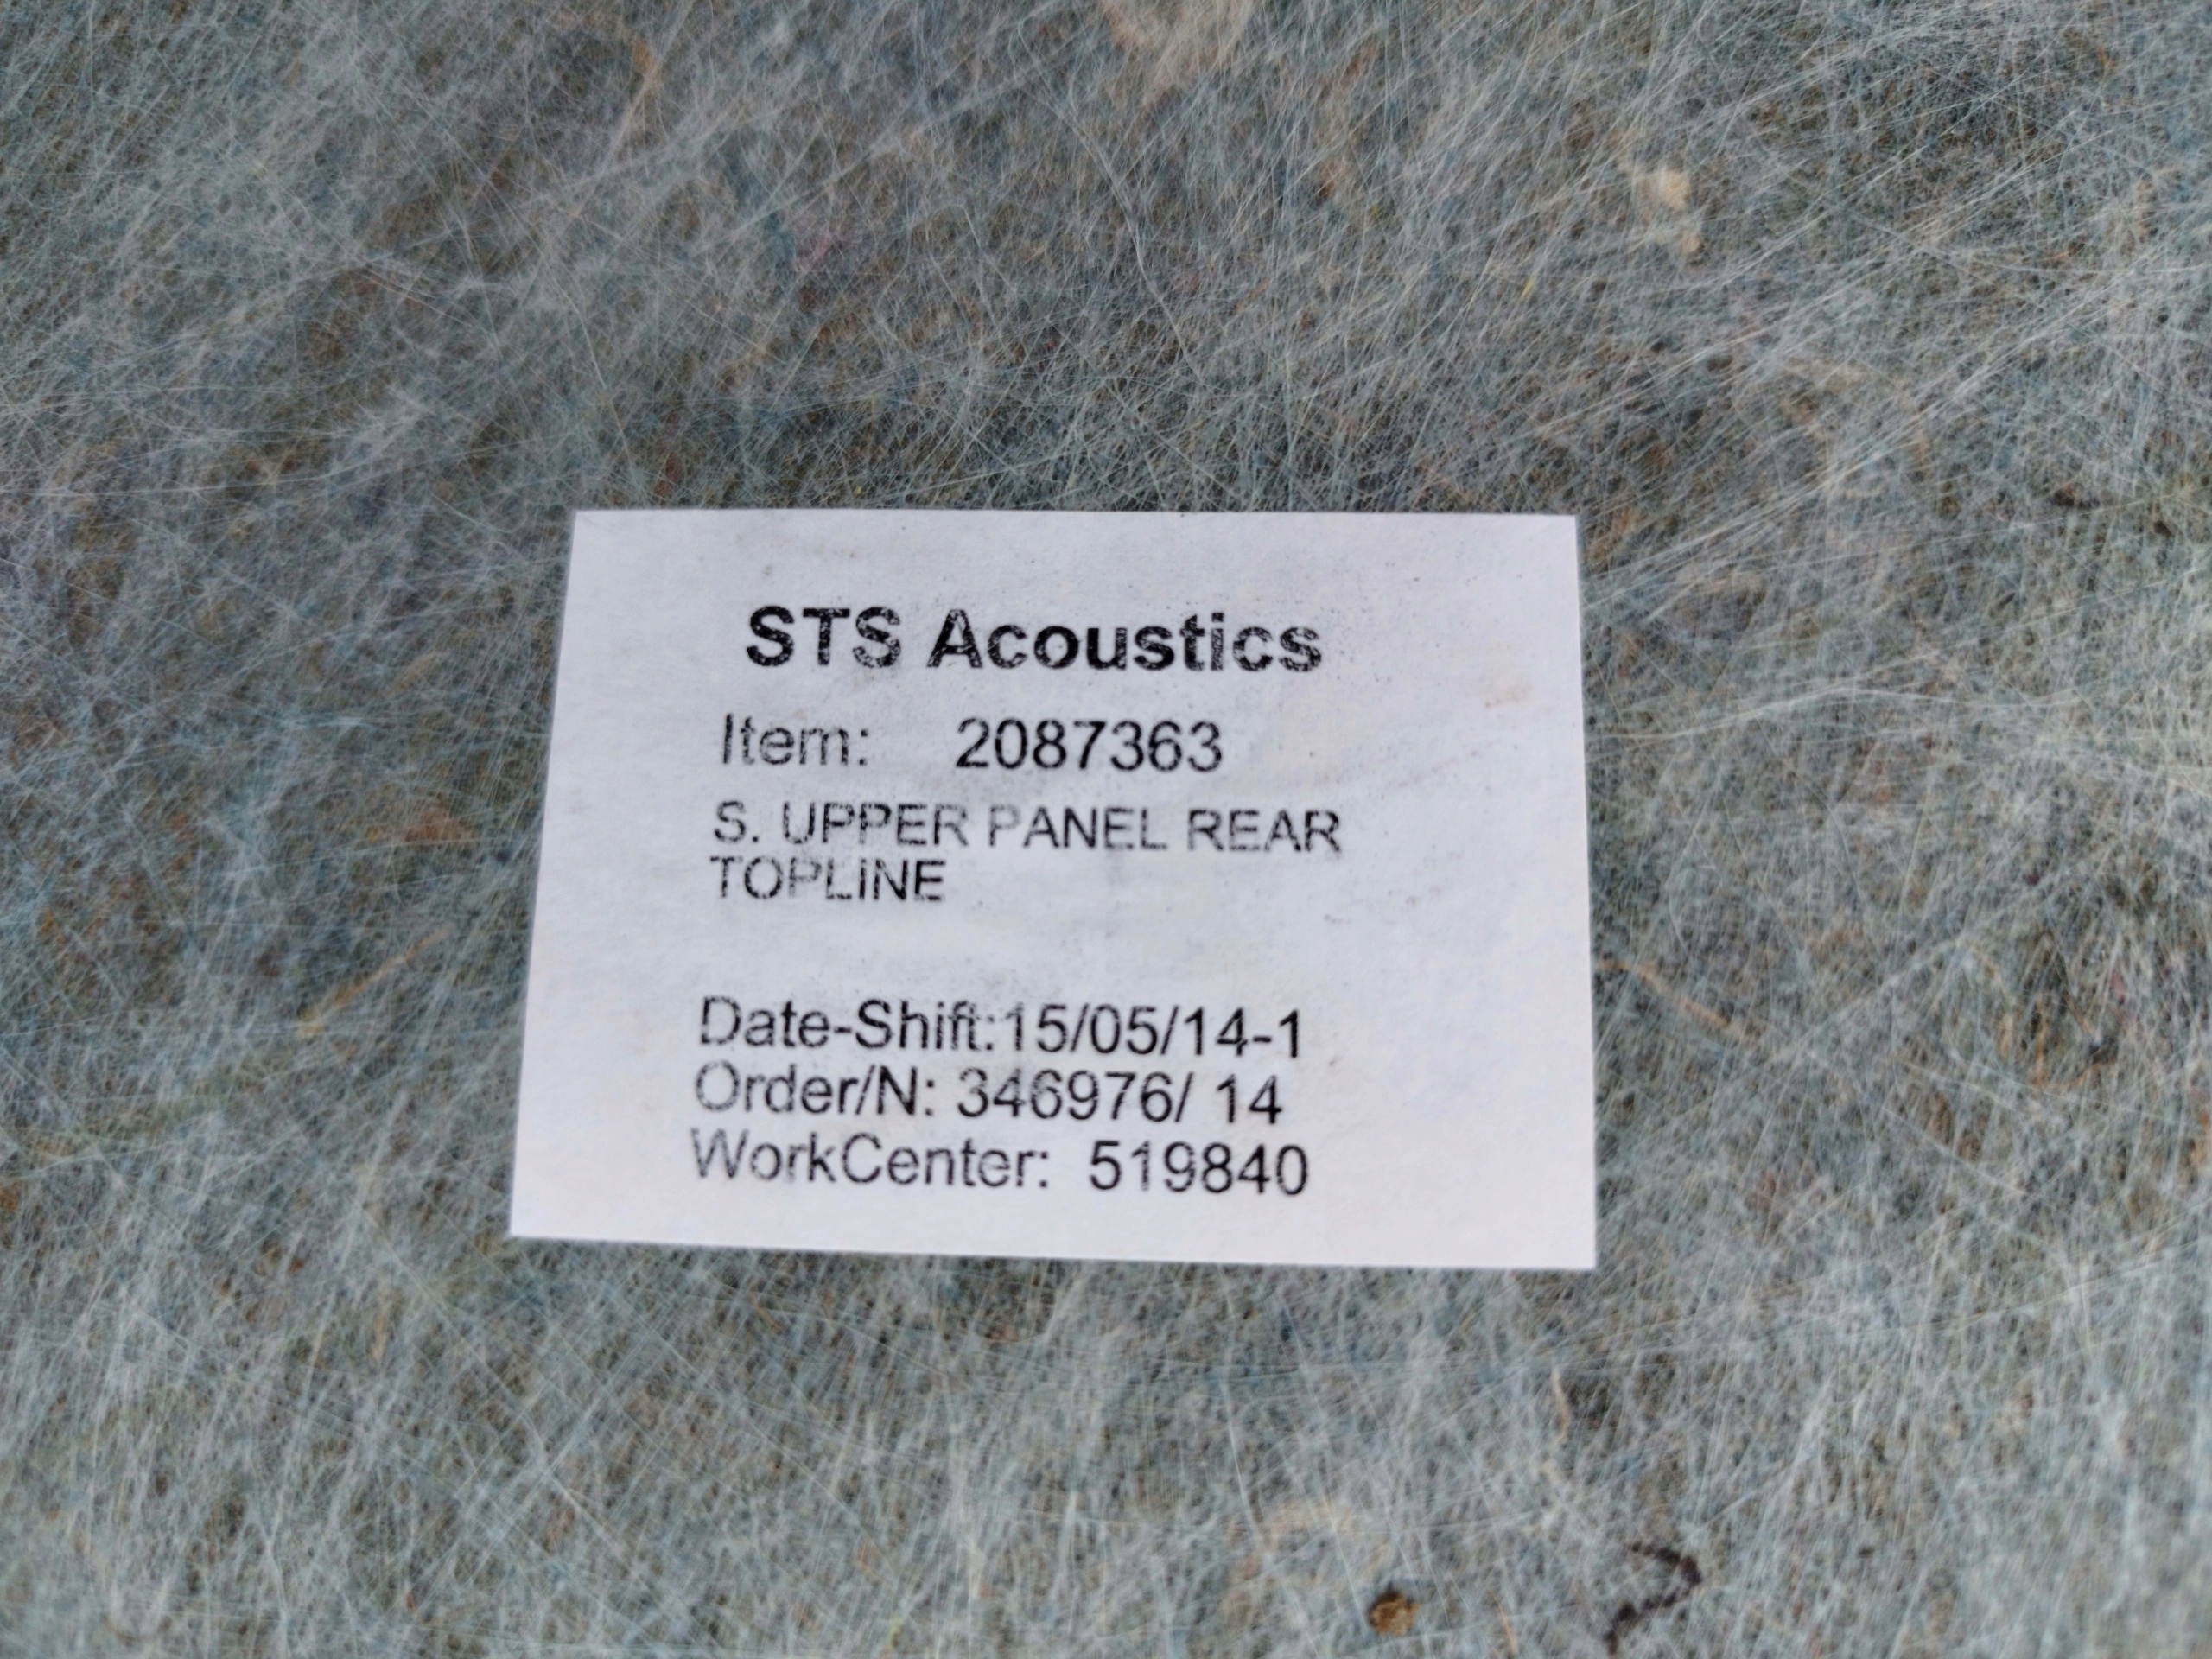 STS Acoustics
Item: 2087363
S. UPPER PANEL REAR
TOPLINE
Date-Shift:15/05/14-1
Order/N: 346976/ 14
WorkCenter: 519840